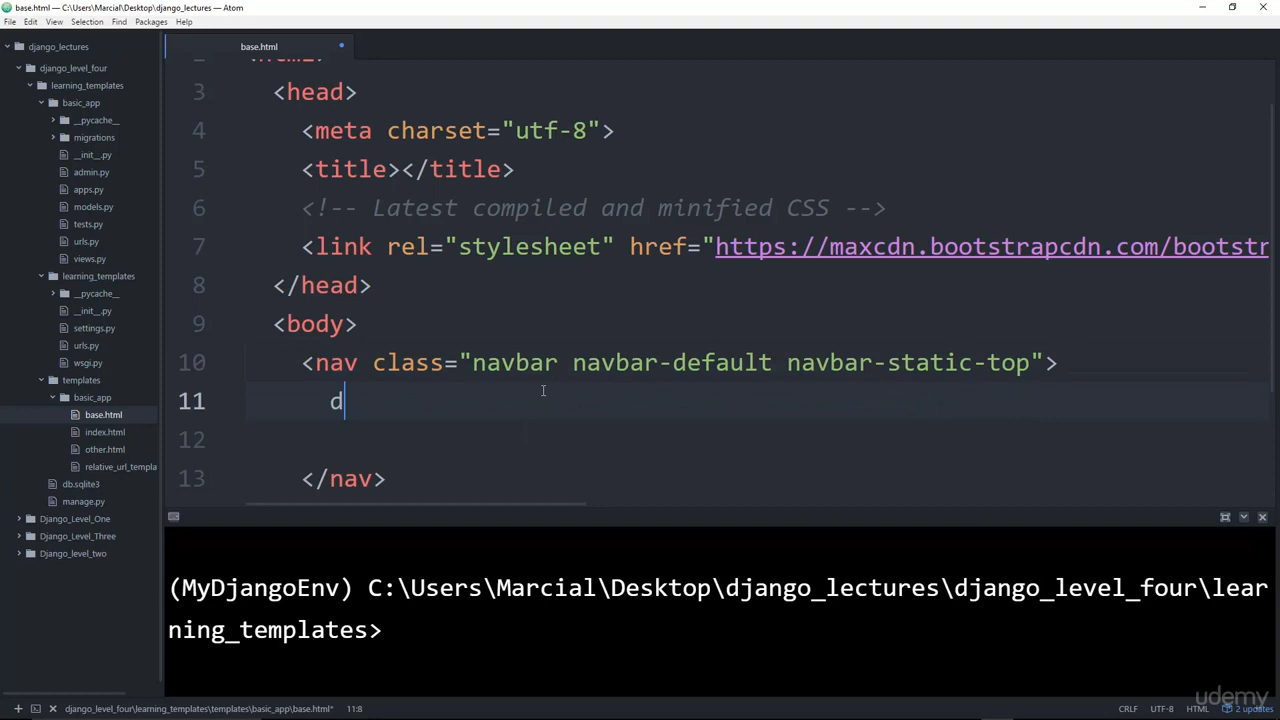 base.html — C:\Users\Marcial\Desktop\django_lectures — Atom
File Edit View Selection Find Packages Help
django_lectures
django_level_four
learning_templates
basic_app
__pycache__
migrations
__init__.py
admin.py
apps.py
models.py
tests.py
urls.py
views.py
learning_templates
__pycache__
__init__.py
settings.py
urls.py
wsgi.py
templates
basic_app
base.html
index.html
other.html
relative_url_templa
db.sqlite3
manage.py
Django_Level_One
Django_Level_Three
Django_level_two
base.html
3 <head>
4 <meta charset="utf-8">
5 <title></title>
6 <!-- Latest compiled and minified CSS -->
7 <link rel="stylesheet" href="https://maxcdn.bootstrapcdn.com/bootstr
8 </head>
9 <body>
10 <nav class="navbar navbar-default navbar-static-top">
11 d
12
13 </nav>
(MyDjangoEnv) C:\Users\Marcial\Desktop\django_lectures\django_level_four\lear
ning_templates>
django_level_four\learning_templates\templates\basic_app\base.html* 11:8 CRLF UTF-8 HTML 2 updates
udemy